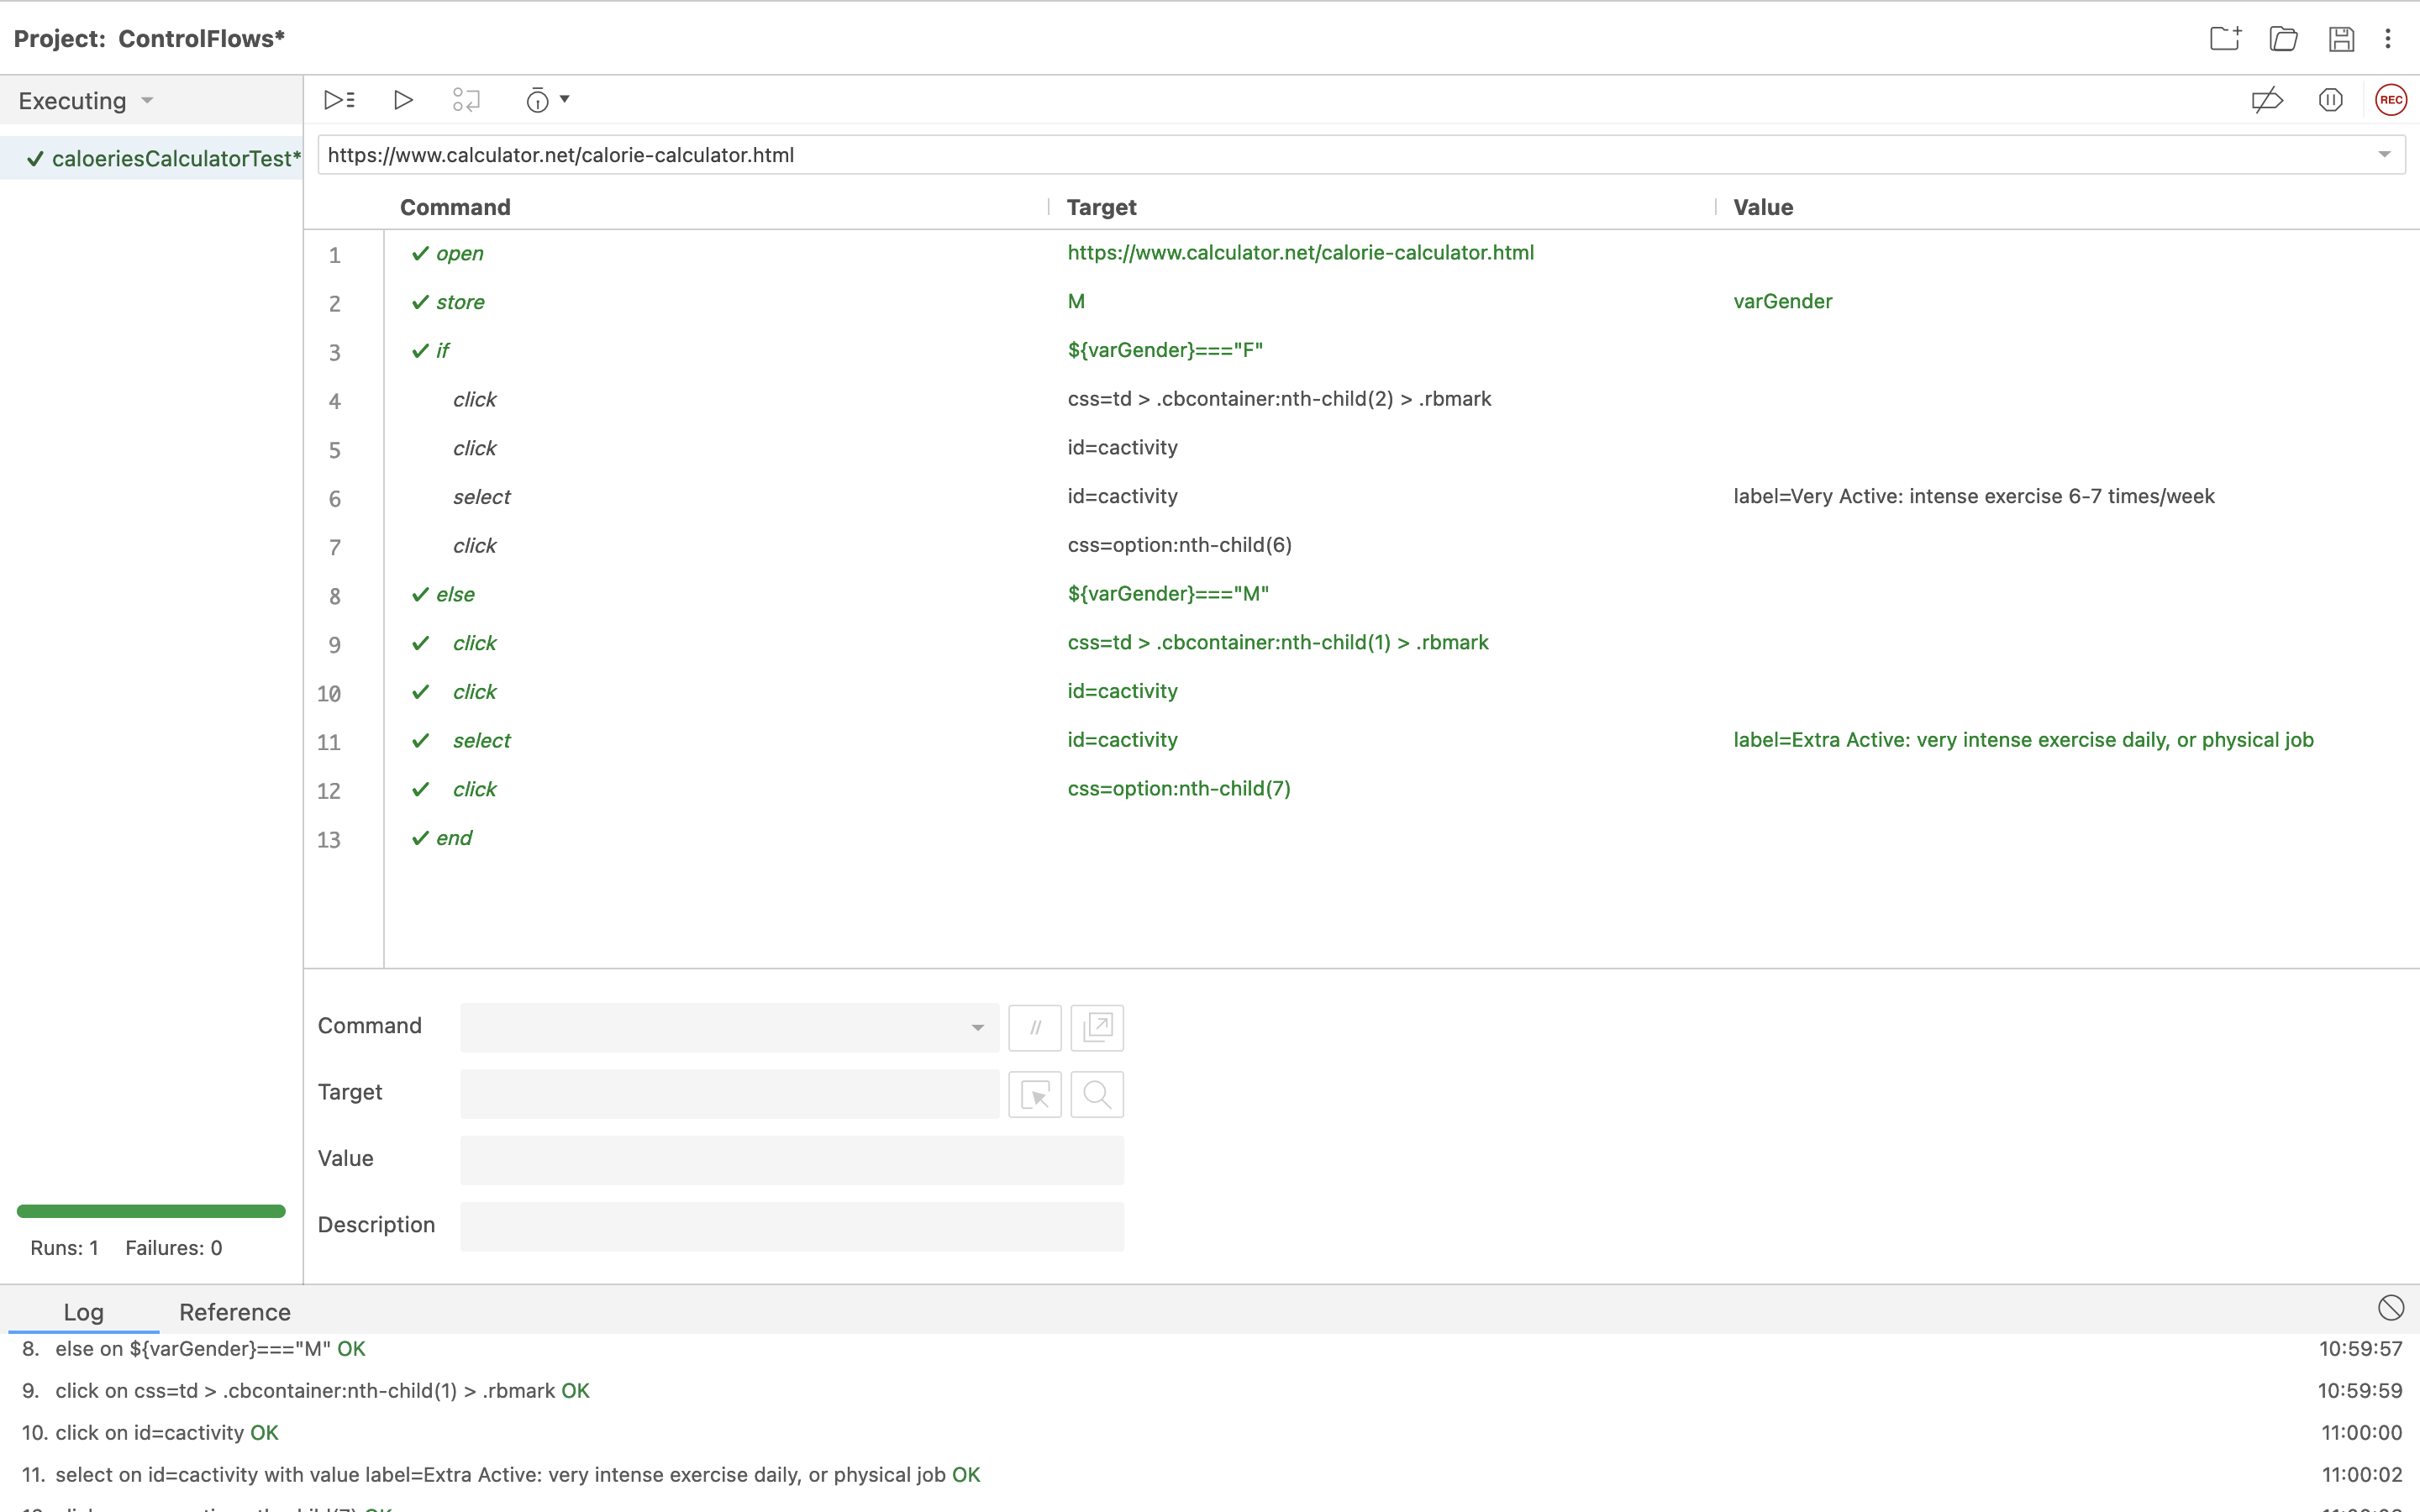 Project: ControlFlows*
Executing
REC
caloeriesCalculatorTest*
https://www.calculator.net/calorie-calculator.html
Command Target Value
1 open https://www.calculator.net/calorie-calculator.html
2 store M varGender
3 if ${varGender}==="F"
4 click css=td > .cbcontainer:nth-child(2) > .rbmark
5 click id=cactivity
6 select id=cactivity label=Very Active: intense exercise 6-7 times/week
7 click css=option:nth-child(6)
8 else ${varGender}==="M"
9 click css=td > .cbcontainer:nth-child(1) > .rbmark
10 click id=cactivity
11 select id=cactivity label=Extra Active: very intense exercise daily, or physical job
12 click css=option:nth-child(7)
13 end
Command //
Target
Value
Description
Runs: 1 Failures: 0
Log Reference
8. else on ${varGender}==="M" OK 10:59:57
9. click on css=td > .cbcontainer:nth-child(1) > .rbmark OK 10:59:59
10. click on id=cactivity OK 11:00:00
11. select on id=cactivity with value label=Extra Active: very intense exercise daily, or physical job OK 11:00:02